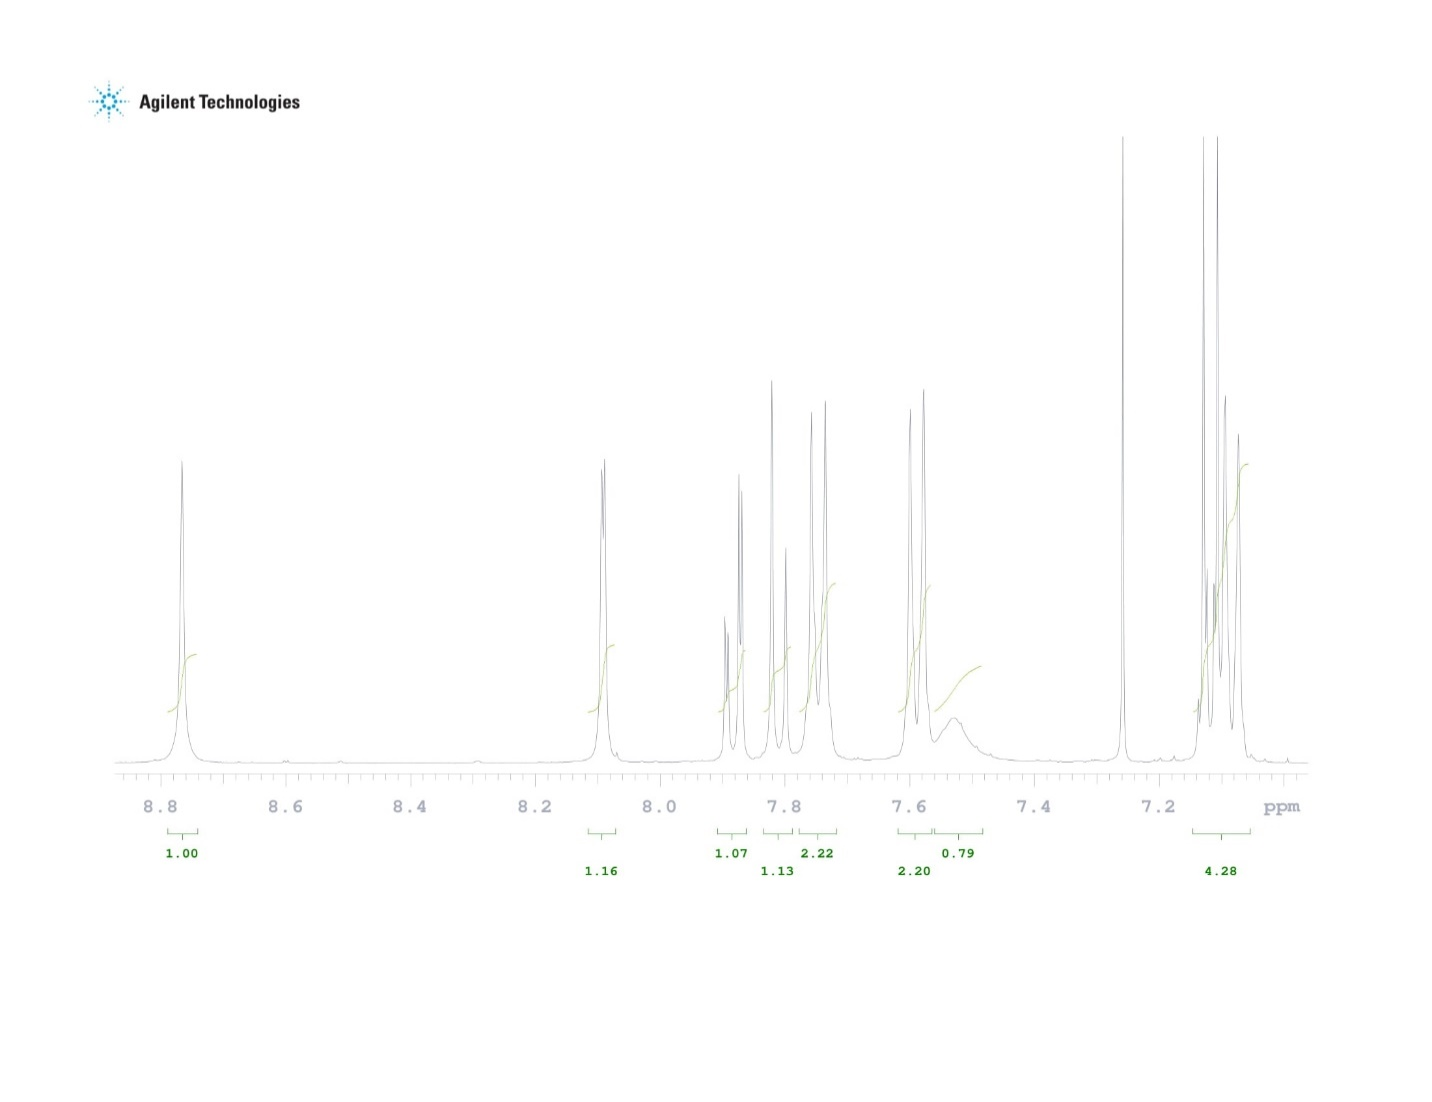 Agilent Technologies
8.8 8.6 8.4 8.2 8.0 7.8 7.6 7.4 7.2 ppm
1.00 1.07 2.22 0.79
1.16 1.13 2.20 4.28